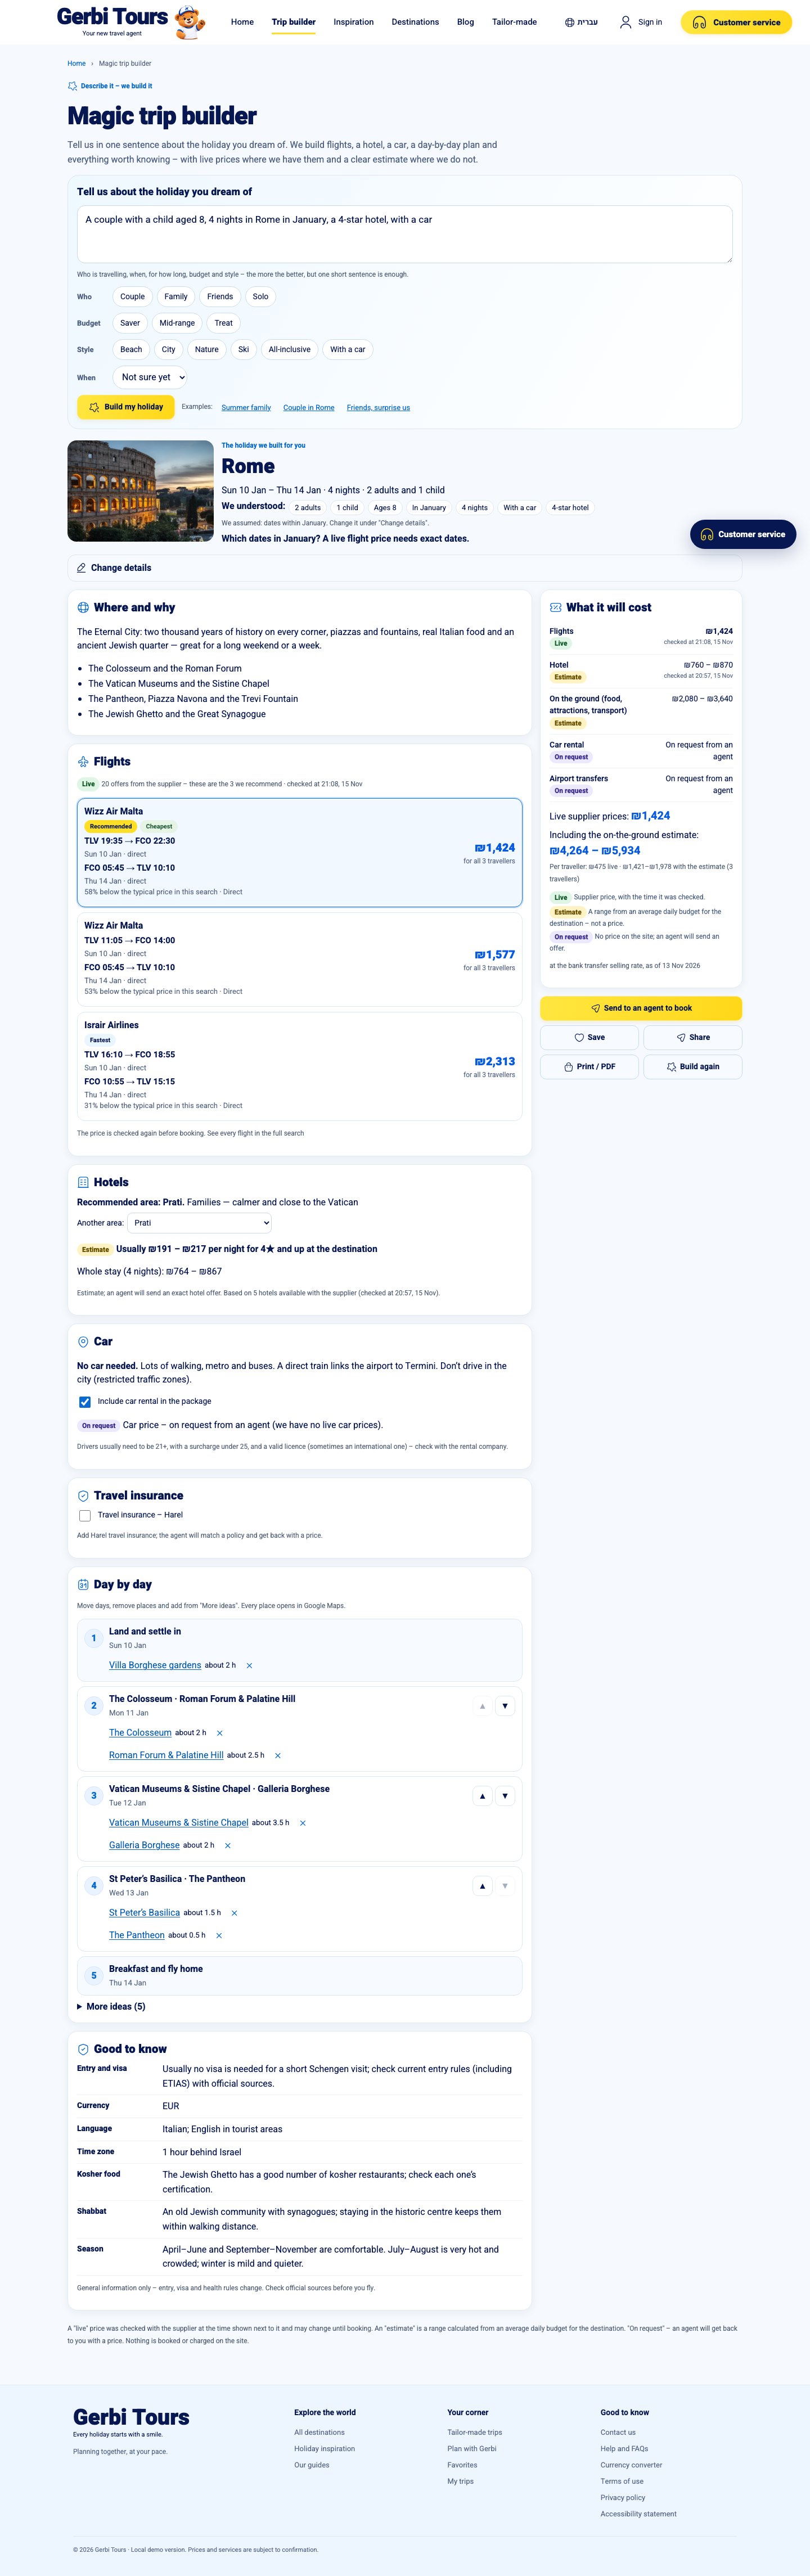 Gerbi Tours
Your new travel agent
Home
Trip builder
Inspiration
Destinations
Blog
Tailor-made
עברית
Sign in
Customer service
Home › Magic trip builder
Describe it – we build it
Magic trip builder
Tell us in one sentence about the holiday you dream of. We build flights, a hotel, a car, a day-by-day plan and
everything worth knowing – with live prices where we have them and a clear estimate where we do not.
Tell us about the holiday you dream of
A couple with a child aged 8, 4 nights in Rome in January, a 4-star hotel, with a car
Who is travelling, when, for how long, budget and style – the more the better, but one short sentence is enough.
Who Couple Family Friends Solo
Budget Saver Mid-range Treat
Style Beach City Nature Ski All-inclusive With a car
When Not sure yet
Build my holiday Examples: Summer family Couple in Rome Friends, surprise us
The holiday we built for you
Rome
Sun 10 Jan – Thu 14 Jan · 4 nights · 2 adults and 1 child
We understood: 2 adults 1 child Ages 8 In January 4 nights With a car 4-star hotel
We assumed: dates within January. Change it under "Change details".
Which dates in January? A live flight price needs exact dates.
Customer service
Change details
Where and why
The Eternal City: two thousand years of history on every corner, piazzas and fountains, real Italian food and an
ancient Jewish quarter — great for a long weekend or a week.
The Colosseum and the Roman Forum
The Vatican Museums and the Sistine Chapel
The Pantheon, Piazza Navona and the Trevi Fountain
The Jewish Ghetto and the Great Synagogue
Flights
Live 20 offers from the supplier – these are the 3 we recommend · checked at 21:08, 15 Nov
Wizz Air Malta
Recommended Cheapest
TLV 19:35 → FCO 22:30
Sun 10 Jan · direct
FCO 05:45 → TLV 10:10
Thu 14 Jan · direct
58% below the typical price in this search · Direct
₪1,424
for all 3 travellers
Wizz Air Malta
TLV 11:05 → FCO 14:00
Sun 10 Jan · direct
FCO 05:45 → TLV 10:10
Thu 14 Jan · direct
53% below the typical price in this search · Direct
₪1,577
for all 3 travellers
Israir Airlines
Fastest
TLV 16:10 → FCO 18:55
Sun 10 Jan · direct
FCO 10:55 → TLV 15:15
Thu 14 Jan · direct
31% below the typical price in this search · Direct
₪2,313
for all 3 travellers
The price is checked again before booking. See every flight in the full search
Hotels
Recommended area: Prati. Families — calmer and close to the Vatican
Another area: Prati
Estimate Usually ₪191 – ₪217 per night for 4★ and up at the destination
Whole stay (4 nights): ₪764 – ₪867
Estimate; an agent will send an exact hotel offer. Based on 5 hotels available with the supplier (checked at 20:57, 15 Nov).
Car
No car needed. Lots of walking, metro and buses. A direct train links the airport to Termini. Don't drive in the
city (restricted traffic zones).
Include car rental in the package
On request Car price – on request from an agent (we have no live car prices).
Drivers usually need to be 21+, with a surcharge under 25, and a valid licence (sometimes an international one) – check with the rental company.
Travel insurance
Travel insurance – Harel
Add Harel travel insurance; the agent will match a policy and get back with a price.
Day by day
Move days, remove places and add from "More ideas". Every place opens in Google Maps.
1
Land and settle in
Sun 10 Jan
Villa Borghese gardens about 2 h ×
2
The Colosseum · Roman Forum & Palatine Hill
Mon 11 Jan
The Colosseum about 2 h ×
Roman Forum & Palatine Hill about 2.5 h ×
3
Vatican Museums & Sistine Chapel · Galleria Borghese
Tue 12 Jan
Vatican Museums & Sistine Chapel about 3.5 h ×
Galleria Borghese about 2 h ×
4
St Peter's Basilica · The Pantheon
Wed 13 Jan
St Peter's Basilica about 1.5 h ×
The Pantheon about 0.5 h ×
5
Breakfast and fly home
Thu 14 Jan
More ideas (5)
Good to know
Entry and visa Usually no visa is needed for a short Schengen visit; check current entry rules (including
ETIAS) with official sources.
Currency EUR
Language Italian; English in tourist areas
Time zone 1 hour behind Israel
Kosher food The Jewish Ghetto has a good number of kosher restaurants; check each one's
certification.
Shabbat An old Jewish community with synagogues; staying in the historic centre keeps them
within walking distance.
Season April–June and September–November are comfortable. July–August is very hot and
crowded; winter is mild and quieter.
General information only – entry, visa and health rules change. Check official sources before you fly.
What it will cost
Flights ₪1,424
Live checked at 21:08, 15 Nov
Hotel ₪760 – ₪870
Estimate checked at 20:57, 15 Nov
On the ground (food, ₪2,080 – ₪3,640
attractions, transport)
Estimate
Car rental On request from an
On request agent
Airport transfers On request from an
On request agent
Live supplier prices: ₪1,424
Including the on-the-ground estimate:
₪4,264 – ₪5,934
Per traveller: ₪475 live · ₪1,421–₪1,978 with the estimate (3
travellers)
Live Supplier price, with the time it was checked.
Estimate A range from an average daily budget for the
destination – not a price.
On request No price on the site; an agent will send an
offer.
at the bank transfer selling rate, as of 13 Nov 2026
Send to an agent to book
Save
Share
Print / PDF
Build again
A "live" price was checked with the supplier at the time shown next to it and may change until booking. An "estimate" is a range calculated from an average daily budget for the destination. "On request" – an agent will get back
to you with a price. Nothing is booked or charged on the site.
Gerbi Tours
Every holiday starts with a smile.
Planning together, at your pace.
Explore the world
All destinations
Holiday inspiration
Our guides
Your corner
Tailor-made trips
Plan with Gerbi
Favorites
My trips
Good to know
Contact us
Help and FAQs
Currency converter
Terms of use
Privacy policy
Accessibility statement
© 2026 Gerbi Tours · Local demo version. Prices and services are subject to confirmation.